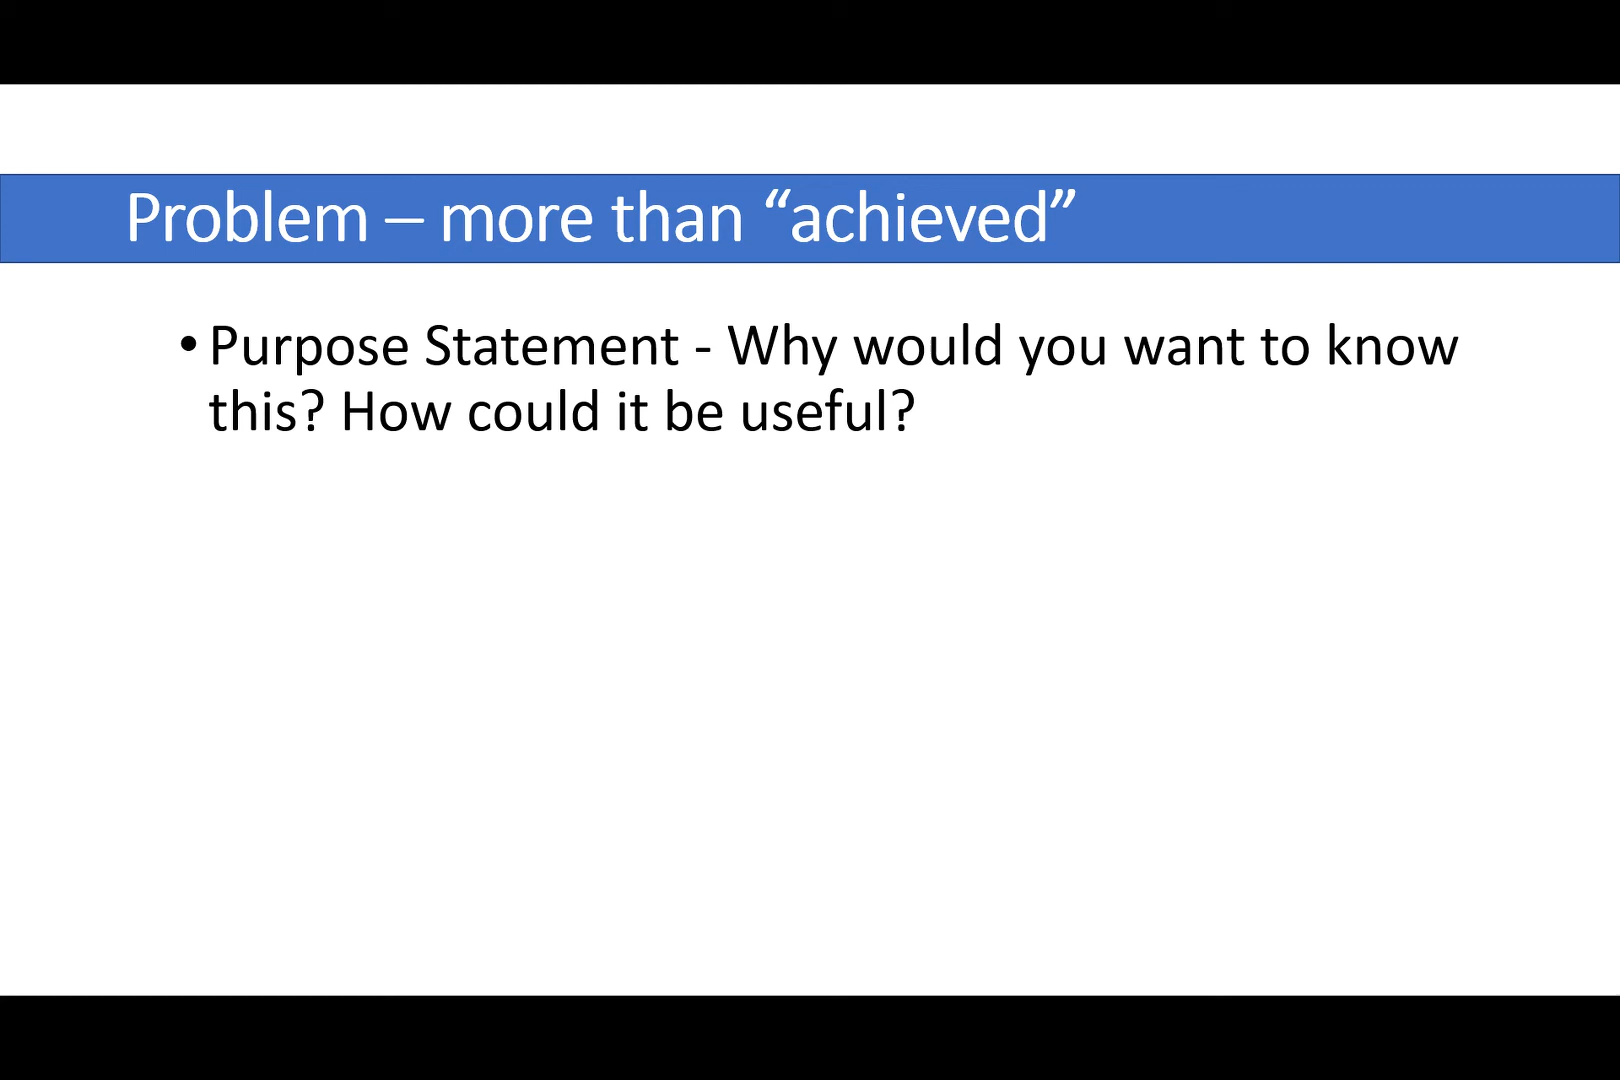 Problem – more than “achieved”
• Purpose Statement - Why would you want to know
this? How could it be useful?